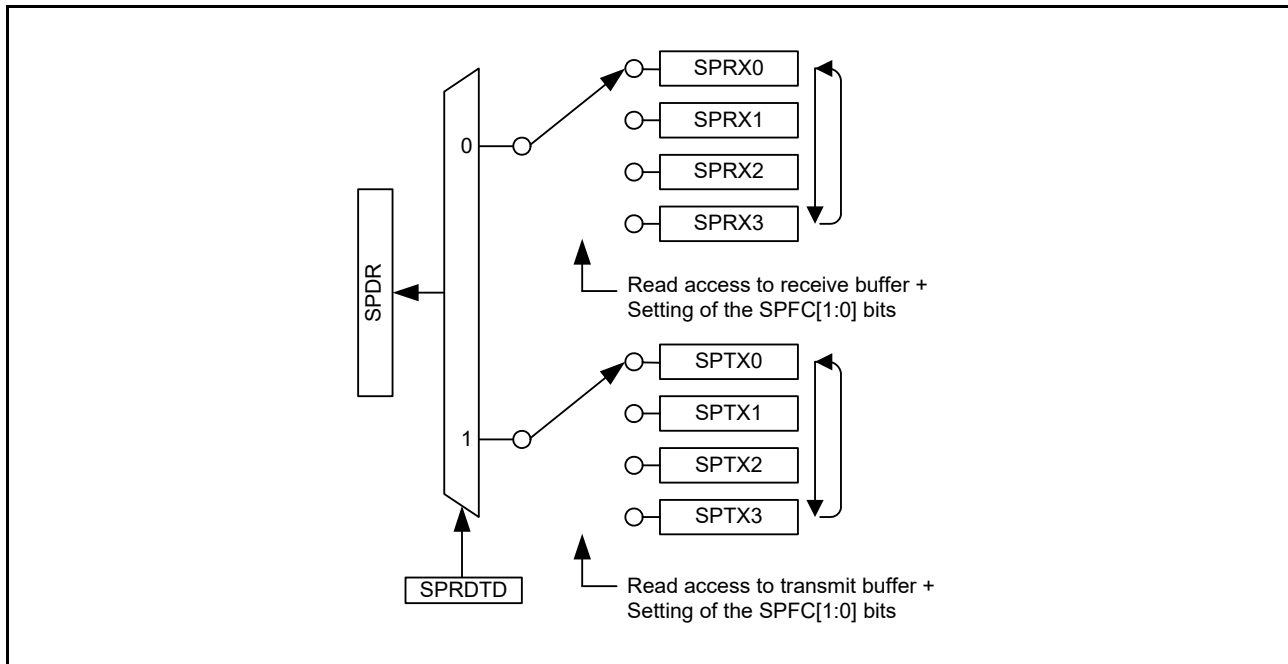 SPRX0
SPRX1
0
SPRX2
SPRX3
SPDR
Read access to receive buffer +
Setting of the SPFC[1:0] bits
SPTX0
SPTX1
1
SPTX2
SPTX3
SPRDTD
Read access to transmit buffer +
Setting of the SPFC[1:0] bits